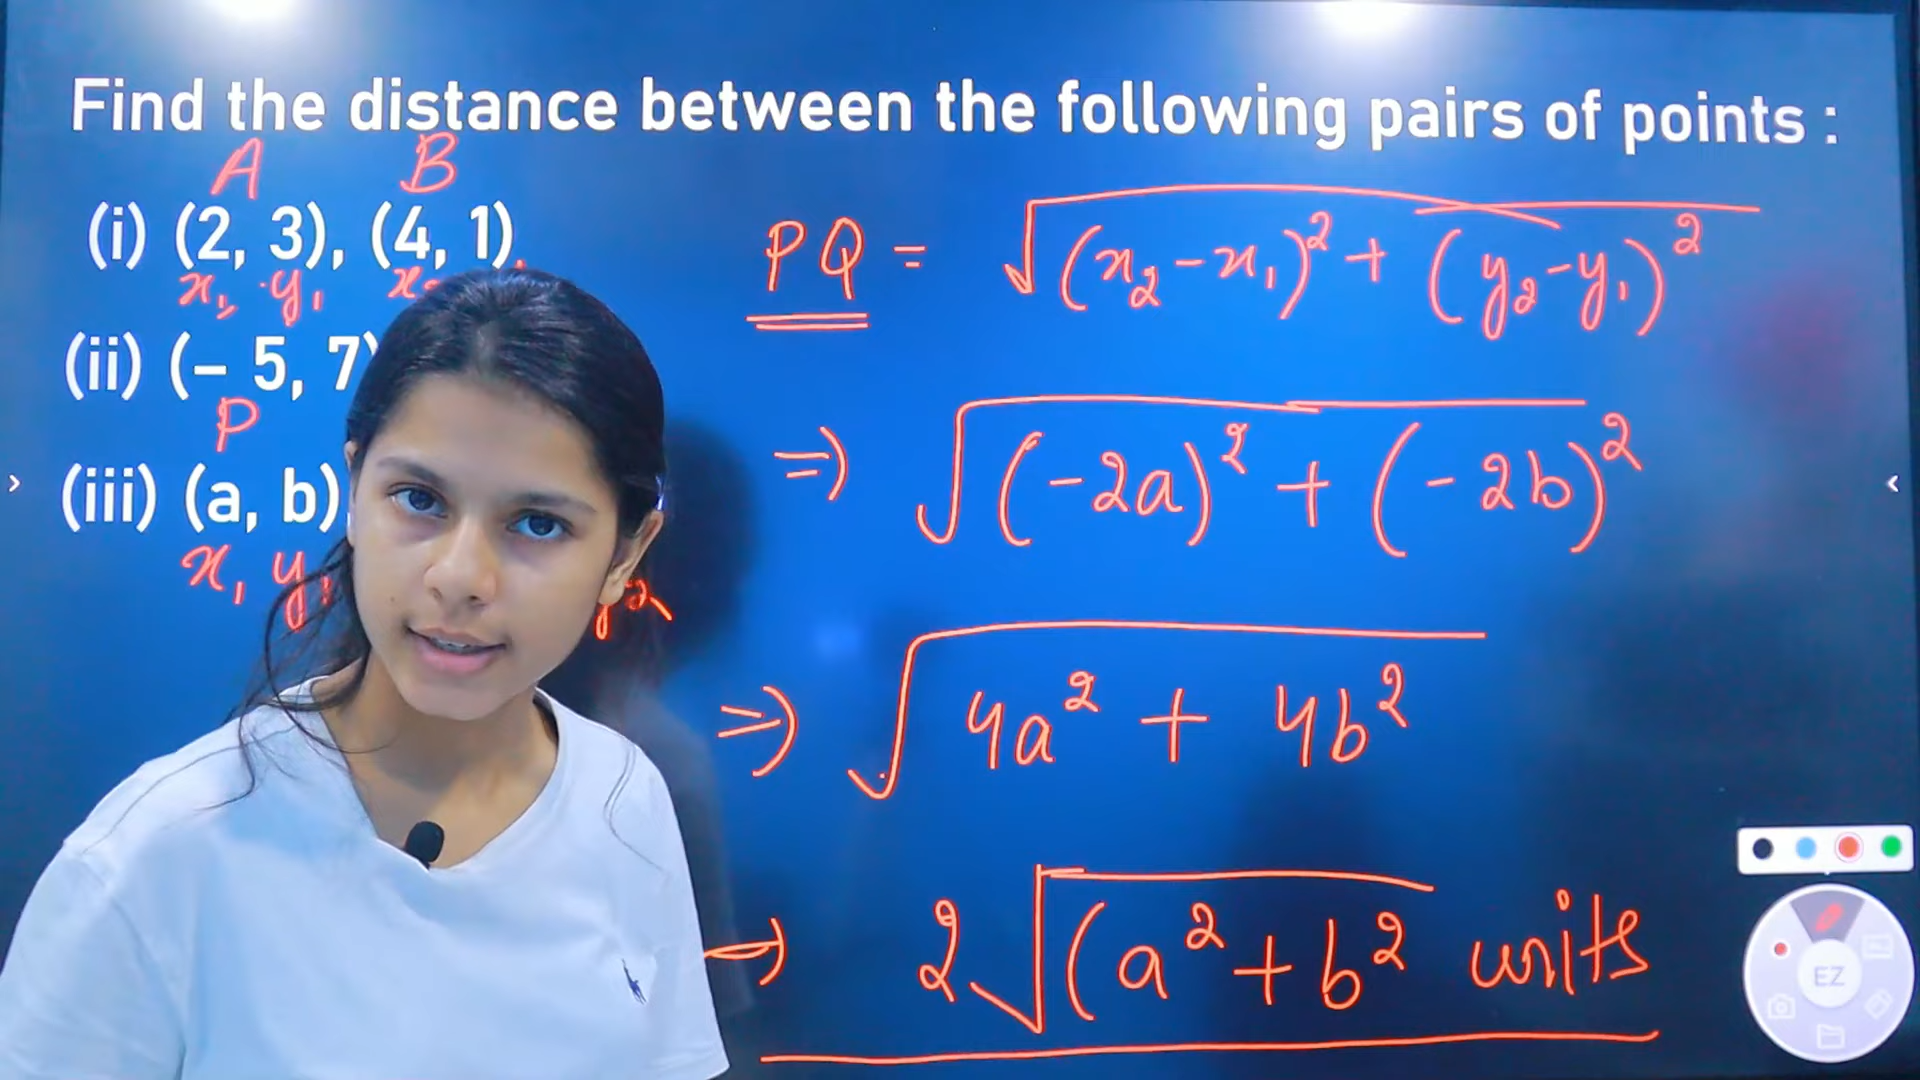 Find the distance between the following pairs of points :
A B
(i) (2, 3), (4, 1),
x₁, y₁ x₂
(ii) (– 5, 7)
P
(iii) (a, b),
x₁ y₁ y₂
PQ = √(x₂-x₁)² + (y₂-y₁)²
⇒ √(-2a)² + (-2b)²
⇒ √4a² + 4b²
⇒ 2√(a² + b² units
EZ